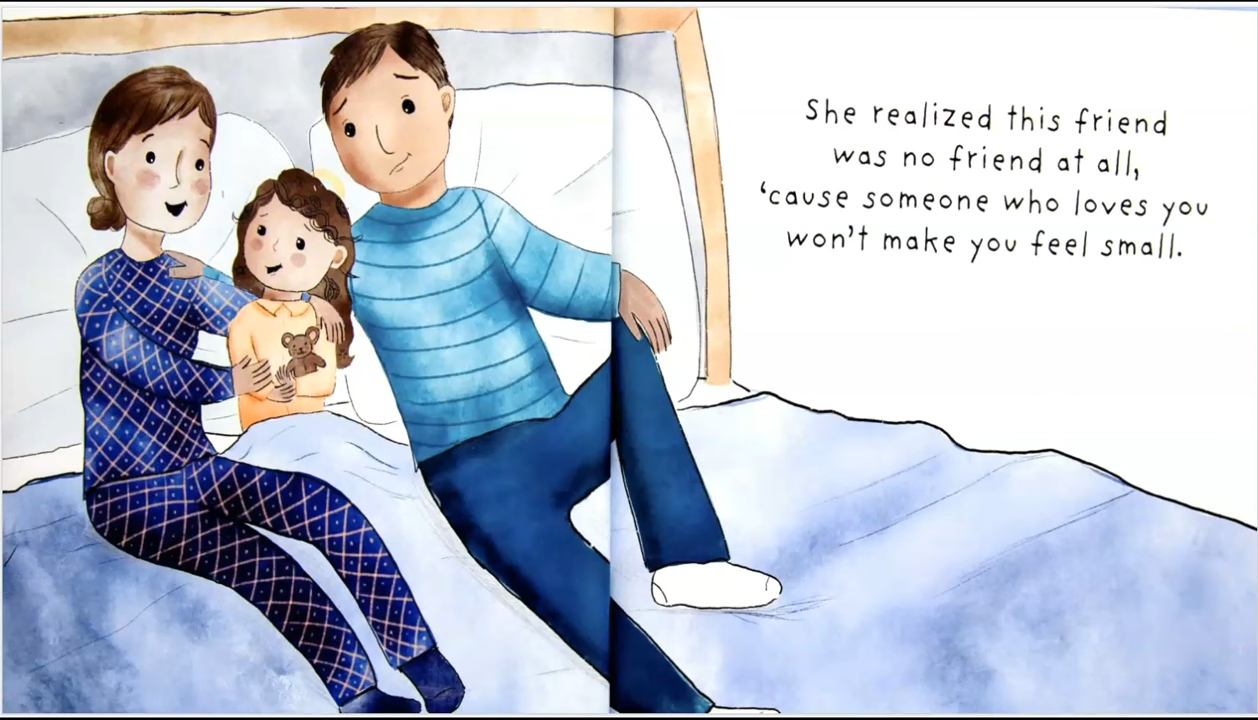 She realized this friend
was no friend at all,
‘cause someone who loves you
won't make you feel small.